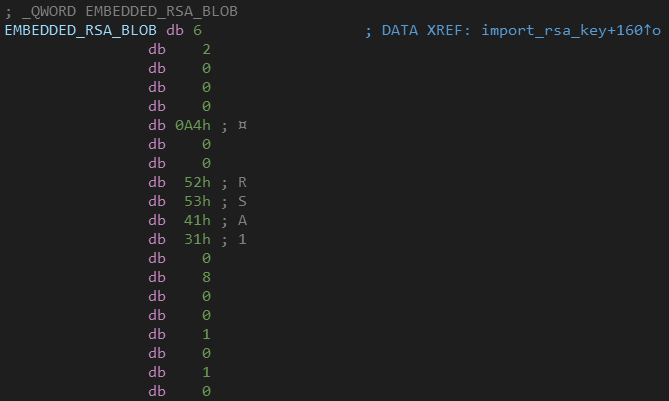 ; _QWORD EMBEDDED_RSA_BLOB
EMBEDDED_RSA_BLOB db 6 ; DATA XREF: import_rsa_key+160↑o
db 2
db 0
db 0
db 0
db 0A4h ; ¤
db 0
db 0
db 52h ; R
db 53h ; S
db 41h ; A
db 31h ; 1
db 0
db 8
db 0
db 0
db 1
db 0
db 1
db 0